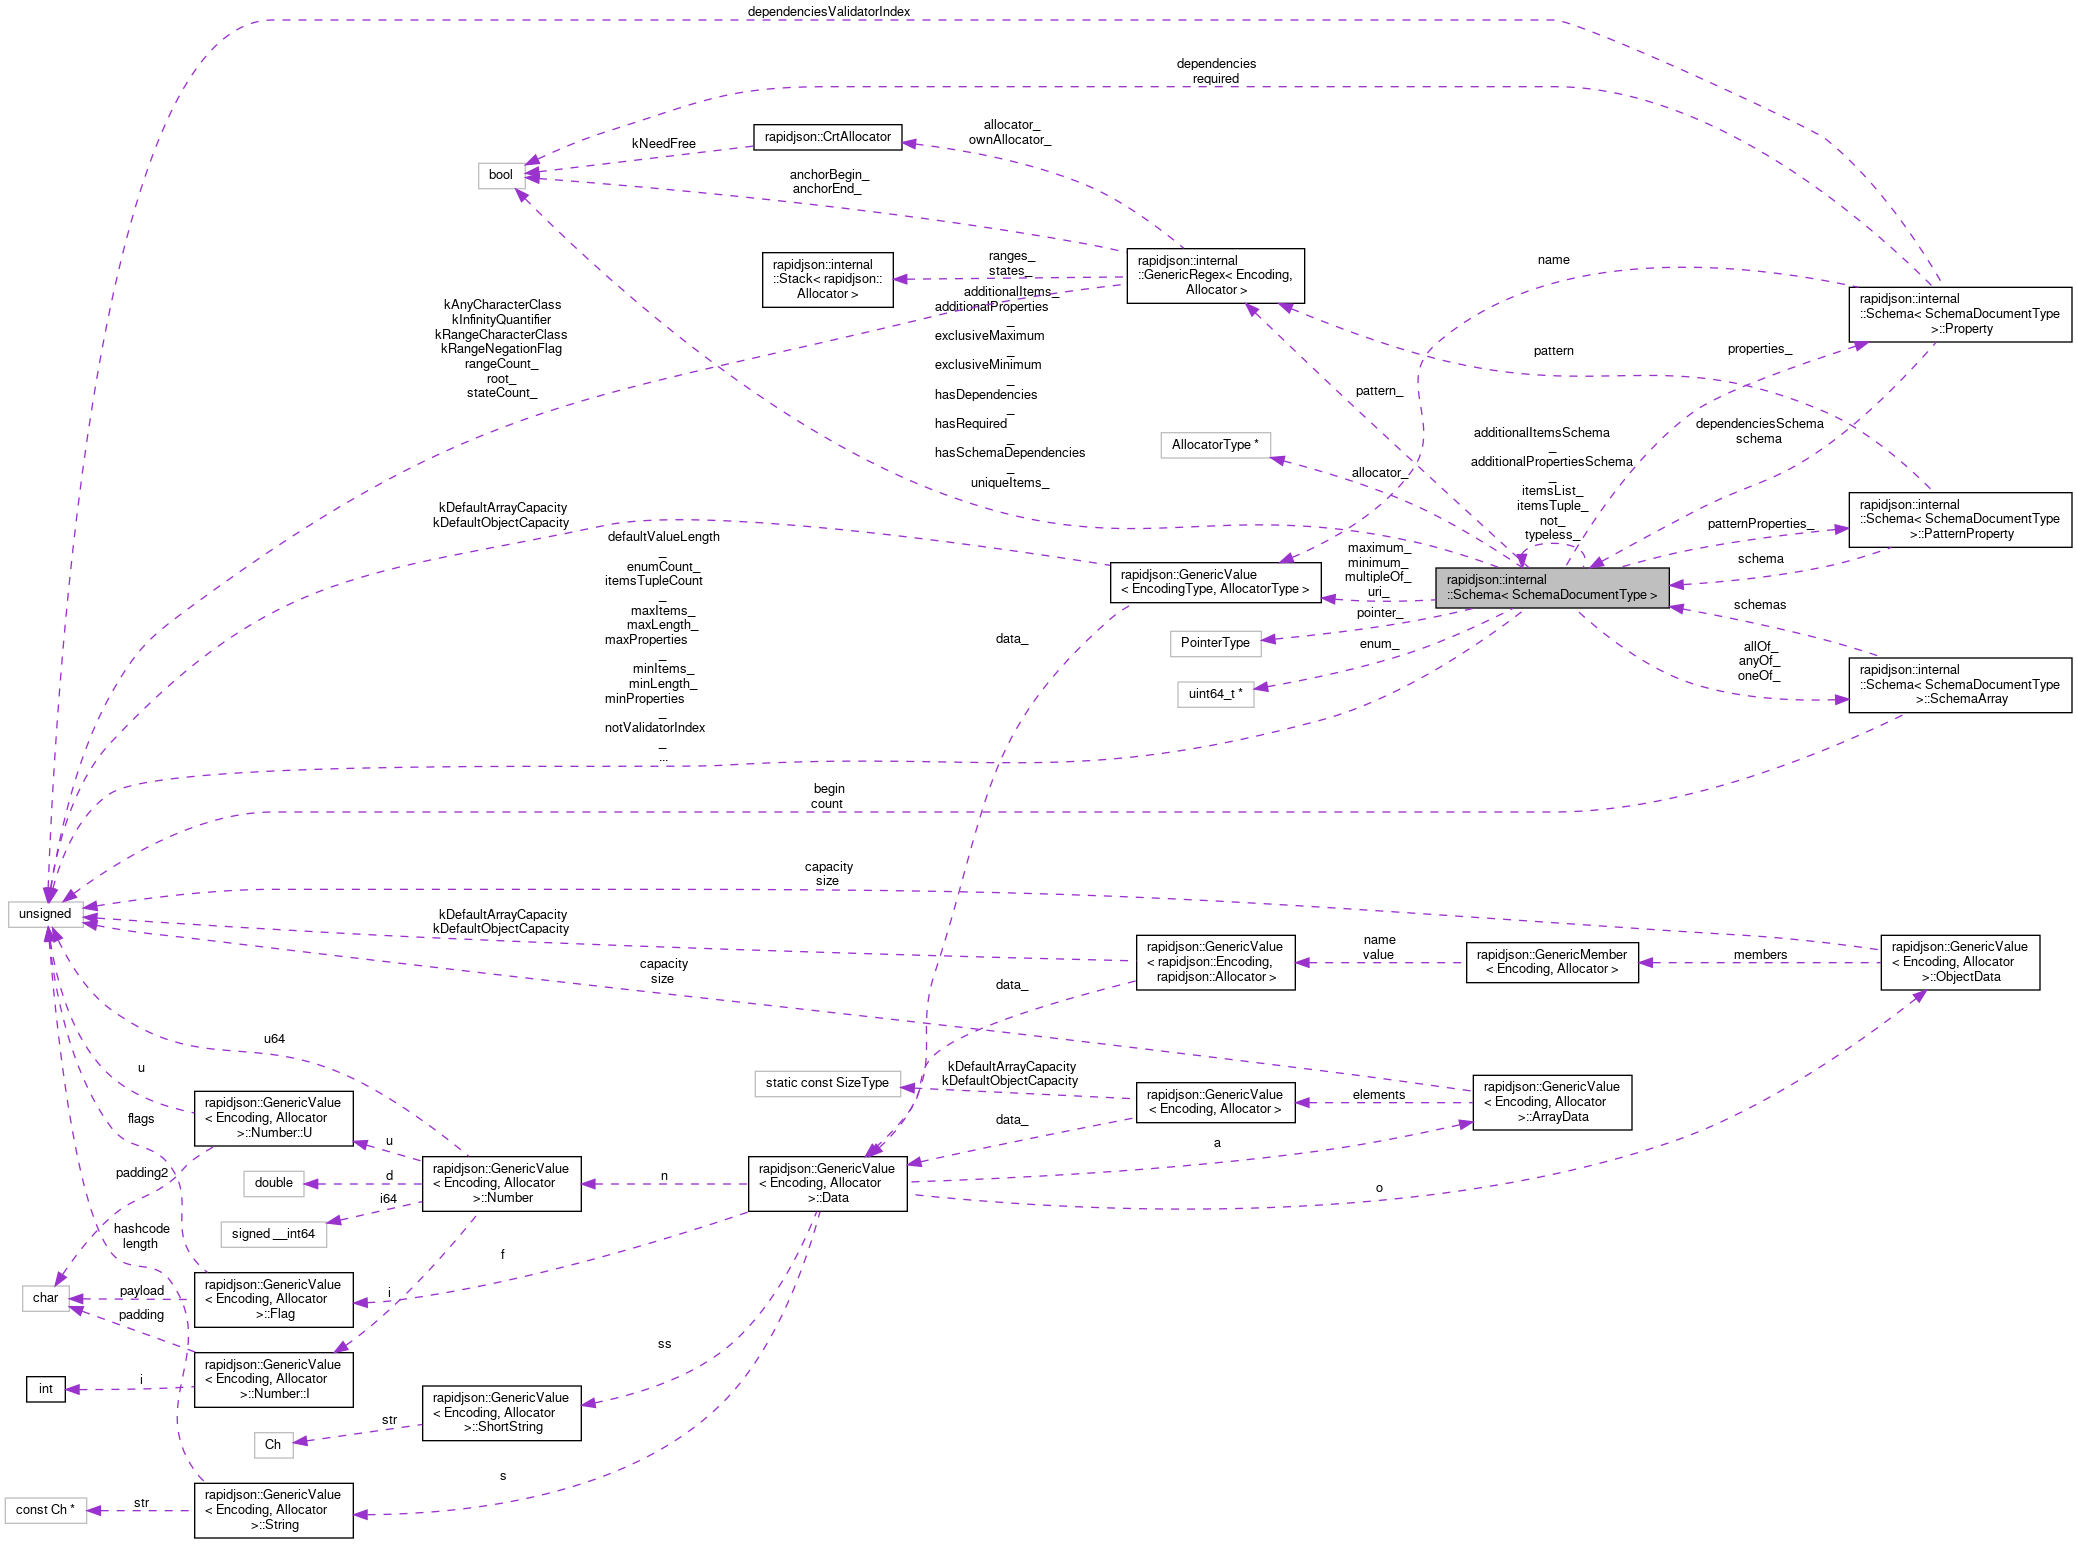 dependenciesValidatorIndex
dependencies
required
rapidjson::CrtAllocator
allocator_
ownAllocator_
kNeedFree
bool
anchorBegin_
anchorEnd_
rapidjson::internal
::Stack< rapidjson::
Allocator >
ranges_
states_
rapidjson::internal
::GenericRegex< Encoding,
Allocator >
name
rapidjson::internal
::Schema< SchemaDocumentType
>::Property
kAnyCharacterClass
kInfinityQuantifier
kRangeCharacterClass
kRangeNegationFlag
rangeCount_
root_
stateCount_
additionalItems_
additionalProperties
_
exclusiveMaximum
_
exclusiveMinimum
_
hasDependencies
_
hasRequired
_
hasSchemaDependencies
_
uniqueItems_
pattern
properties_
pattern_
AllocatorType *
allocator_
additionalItemsSchema
_
additionalPropertiesSchema
_
itemsList_
itemsTuple_
not_
typeless_
dependenciesSchema
schema
rapidjson::internal
::Schema< SchemaDocumentType
>::PatternProperty
patternProperties_
schema
kDefaultArrayCapacity
kDefaultObjectCapacity
defaultValueLength
_
enumCount_
itemsTupleCount
_
maxItems_
maxLength_
maxProperties
_
minItems_
minLength_
minProperties
_
notValidatorIndex
_
...
rapidjson::GenericValue
< EncodingType, AllocatorType >
maximum_
minimum_
multipleOf_
uri_
rapidjson::internal
::Schema< SchemaDocumentType >
schemas
data_
PointerType
pointer_
enum_
uint64_t *
allOf_
anyOf_
oneOf_
rapidjson::internal
::Schema< SchemaDocumentType
>::SchemaArray
begin
count
capacity
size
unsigned
kDefaultArrayCapacity
kDefaultObjectCapacity
rapidjson::GenericValue
< rapidjson::Encoding,
rapidjson::Allocator >
name
value
rapidjson::GenericMember
< Encoding, Allocator >
members
rapidjson::GenericValue
< Encoding, Allocator
>::ObjectData
capacity
size
data_
u64
u
rapidjson::GenericValue
< Encoding, Allocator
>::Number::U
flags
static const SizeType
kDefaultArrayCapacity
kDefaultObjectCapacity
rapidjson::GenericValue
< Encoding, Allocator >
elements
rapidjson::GenericValue
< Encoding, Allocator
>::ArrayData
data_
a
u
padding2
double
d
rapidjson::GenericValue
< Encoding, Allocator
>::Number
n
rapidjson::GenericValue
< Encoding, Allocator
>::Data
o
i64
signed __int64
hashcode
length
f
char
payload
rapidjson::GenericValue
< Encoding, Allocator
>::Flag
i
padding
ss
int
i
rapidjson::GenericValue
< Encoding, Allocator
>::Number::I
rapidjson::GenericValue
< Encoding, Allocator
>::ShortString
str
Ch
s
const Ch *
str
rapidjson::GenericValue
< Encoding, Allocator
>::String